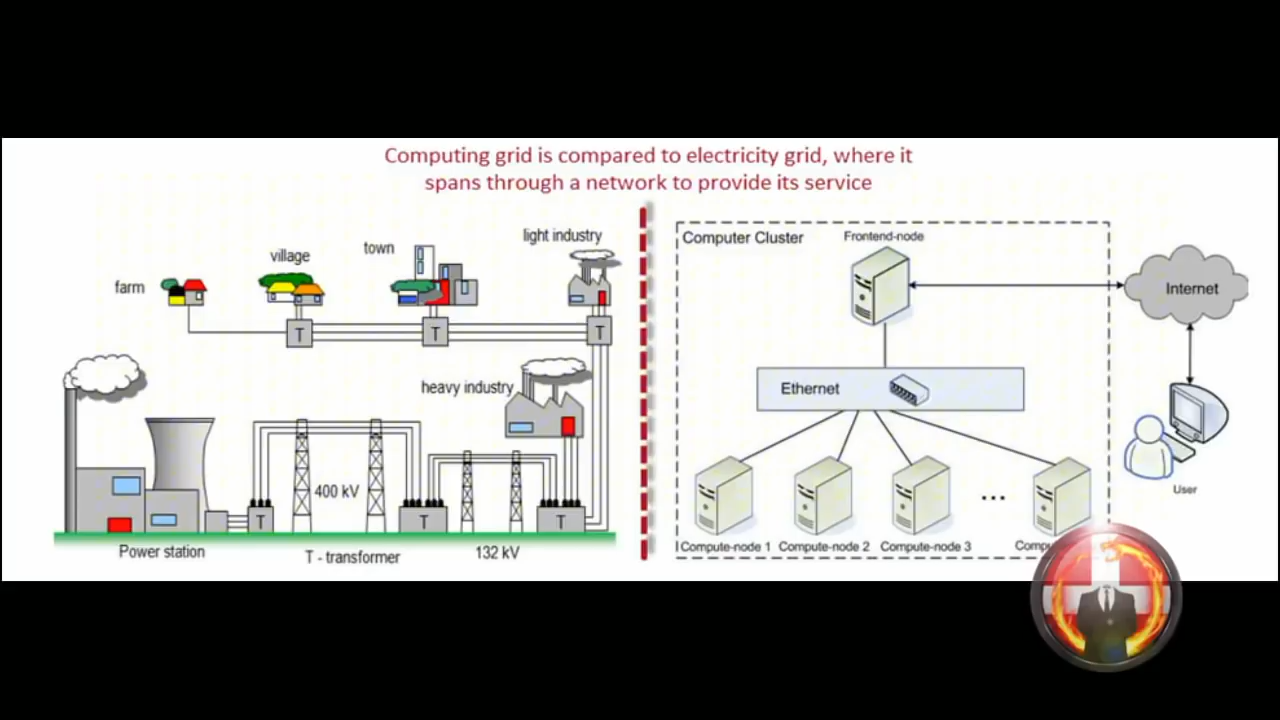 Computing grid is compared to electricity grid, where it
spans through a network to provide its service
farm
village
town
light industry
T
T
T
heavy industry
400 kV
T
T
T
Power station
T - transformer
132 kV
Computer Cluster
Frontend-node
Internet
Ethernet
...
User
Compute-node 1
Compute-node 2
Compute-node 3